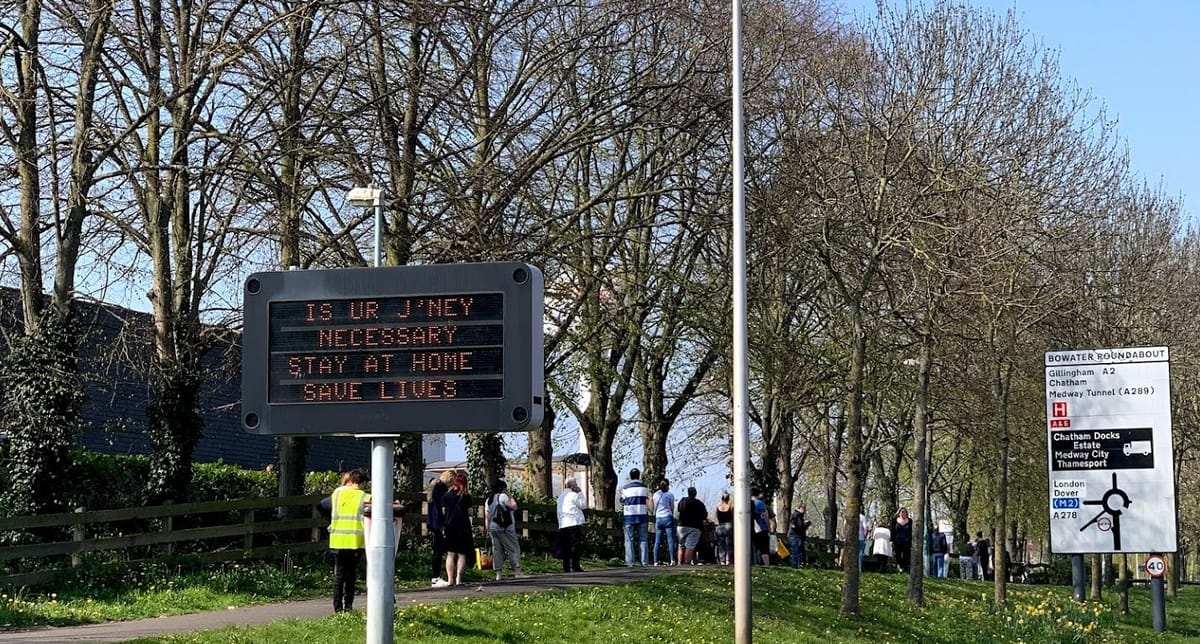 IS UR J'NEY
NECESSARY
STAY AT HOME
SAVE LIVES
BOWATER ROUNDABOUT
Gillingham A2
Chatham
Medway Tunnel (A289)
H
A&E
Chatham Docks
Estate
Medway City
Thamesport
London
Dover
(M2)
A278
40